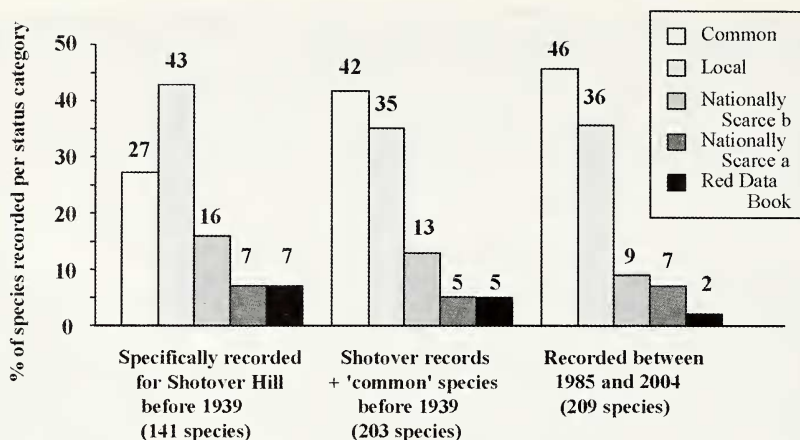 % of species recorded per status category
50
40
30
20
10
0
27
43
16
7
7
42
35
13
5
5
46
36
9
7
2
Common
Local
Nationally
Scarce b
Nationally
Scarce a
Red Data
Book
Specifically recorded
for Shotover Hill
before 1939
(141 species)
Shotover records
+ 'common' species
before 1939
(203 species)
Recorded between
1985 and 2004
(209 species)